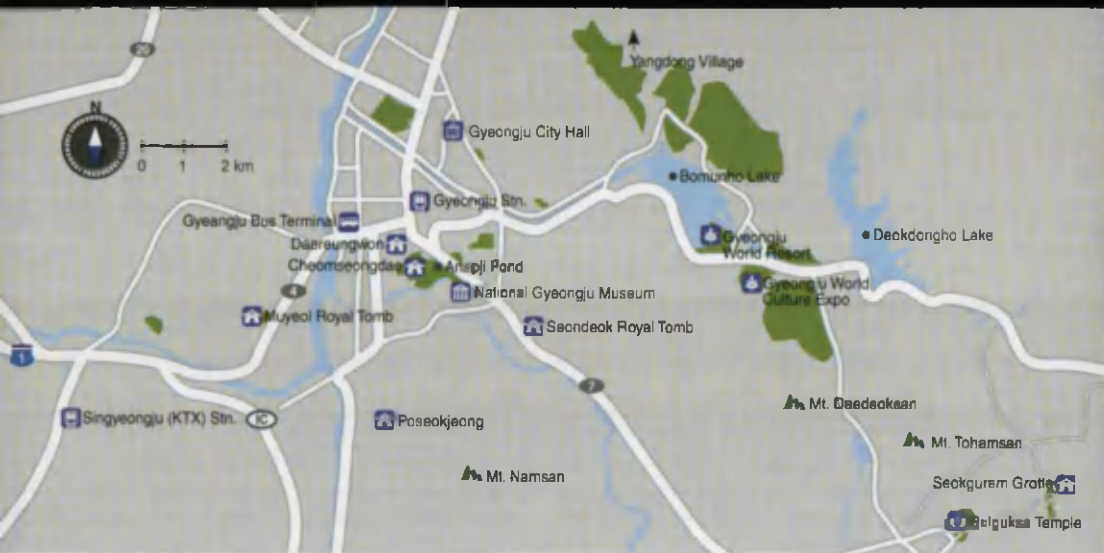 20
Yangdong Village
N
0 1 2 km
Gyeongju City Hall
Bomunho Lake
Gyeongju Stn.
Gyeongju Bus Terminal
Daereungwon
Gyeongju
World Resort
Deokdongho Lake
Cheomseongdae
Anapji Pond
National Gyeongju Museum
Gyeongju World
Culture Expo
4
Muyeol Royal Tomb
Seondeok Royal Tomb
1
7
Mt. Daedeoksan
Singyeongju (KTX) Stn.
IC
Poseokjeong
Mt. Tohamsan
Mt. Namsan
Seokguram Grotto
Bulguksa Temple